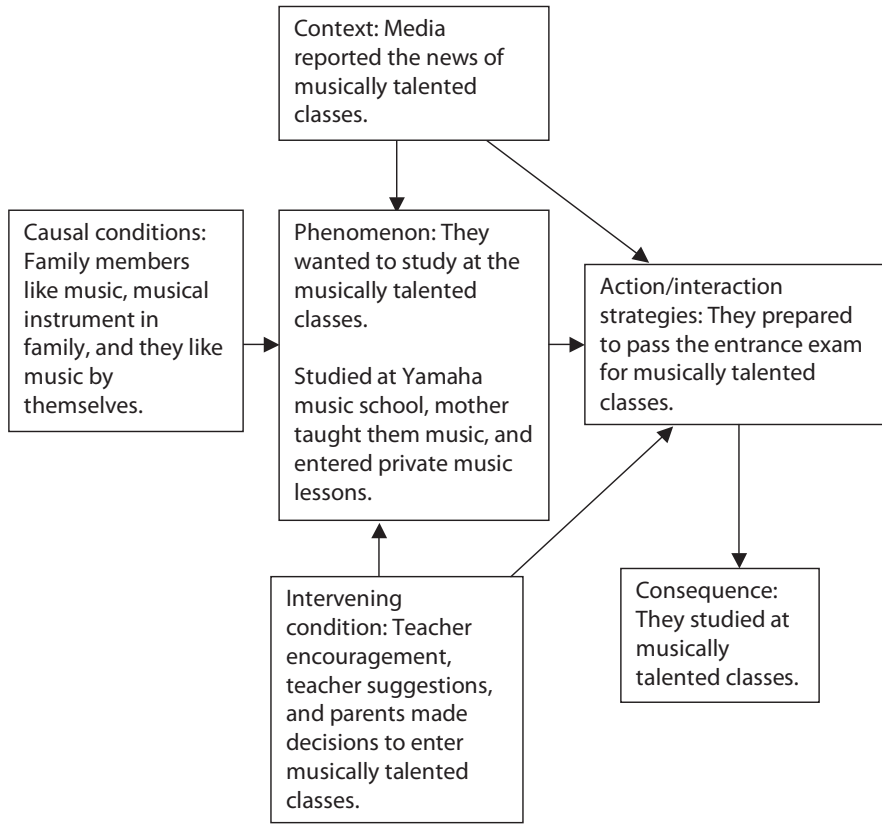 Context: Media
reported the news of
musically talented
classes.
Causal conditions:
Family members
like music, musical
instrument in
family, and they like
music by
themselves.
Phenomenon: They
wanted to study at the
musically talented
classes.
Studied at Yamaha
music school, mother
taught them music, and
entered private music
lessons.
Action/interaction
strategies: They prepared
to pass the entrance exam
for musically talented
classes.
Intervening
condition: Teacher
encouragement,
teacher suggestions,
and parents made
decisions to enter
musically talented
classes.
Consequence:
They studied at
musically
talented classes.